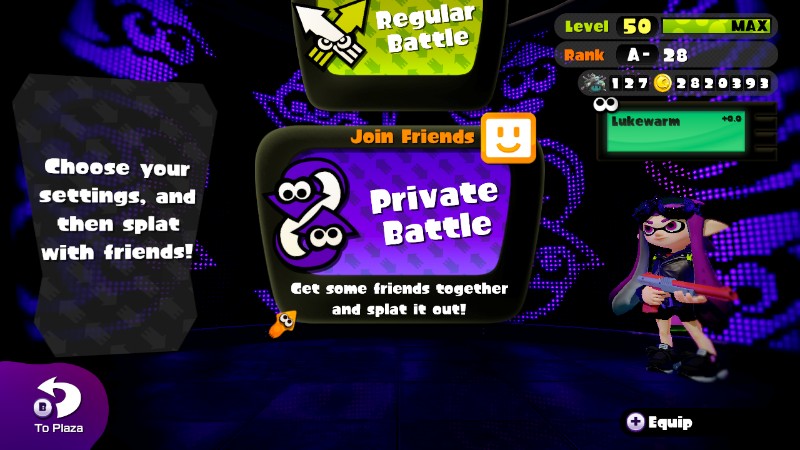 Regular
Battle
Level 50 MAX
Rank A- 28
127 2820393
Lukewarm +0.0
Join Friends
Private
Battle
Get some friends together
and splat it out!
Choose your
settings, and
then splat
with friends!
B
To Plaza
+ Equip